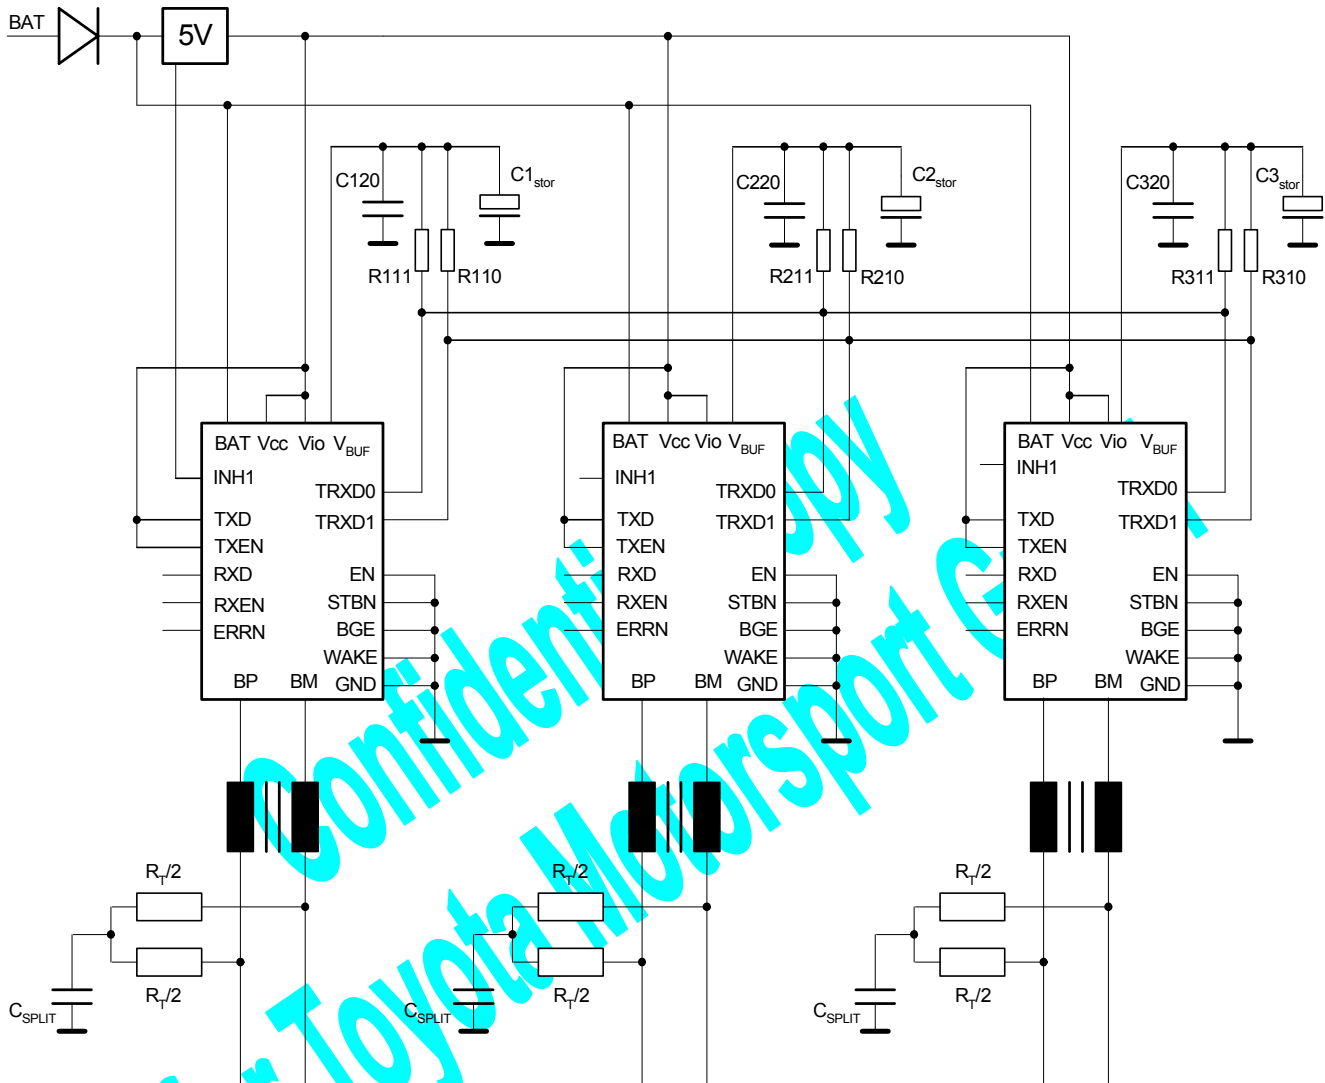 BAT
5V
C120
C1stor
C220
C2stor
C320
C3stor
R111
R110
R211
R210
R311
R310
BAT Vcc Vio VBUF
INH1
TRXD0
TXD
TRXD1
TXEN
RXD
EN
RXEN
STBN
ERRN
BGE
WAKE
BP
BM
GND
BAT Vcc Vio VBUF
INH1
TRXD0
TXD
TRXD1
TXEN
RXD
EN
RXEN
STBN
ERRN
BGE
WAKE
BP
BM
GND
BAT Vcc Vio VBUF
INH1
TRXD0
TXD
TRXD1
TXEN
RXD
EN
RXEN
STBN
ERRN
BGE
WAKE
BP
BM
GND
RT/2
RT/2
CSPLIT
RT/2
RT/2
CSPLIT
RT/2
RT/2
CSPLIT
Toyota Motorsport